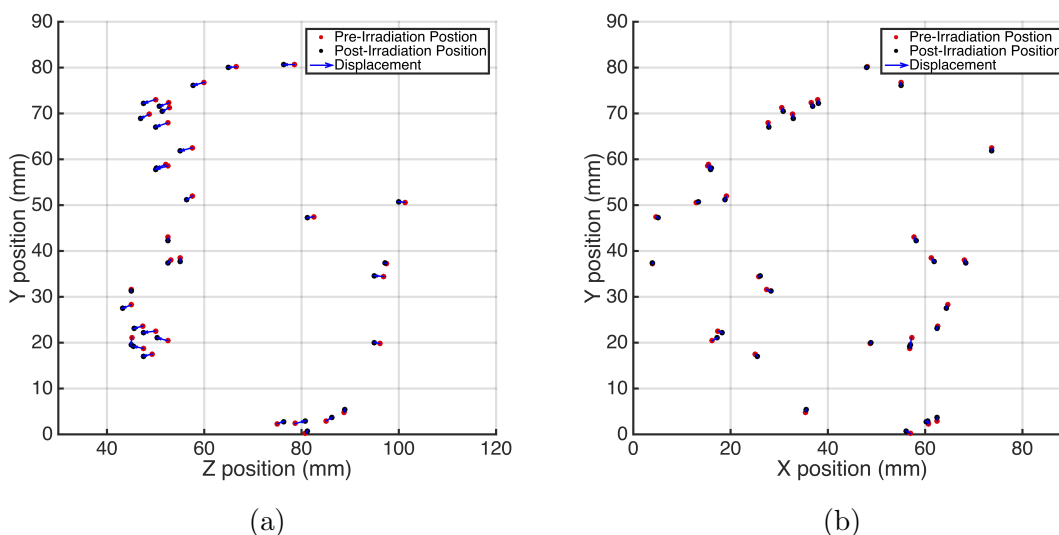 90
80
70
60
50
40
30
20
10
0
Y position (mm)
40 60 80 100 120
Z position (mm)
Pre-Irradiation Postion
Post-Irradiation Position
Displacement
(a)
90
80
70
60
50
40
30
20
10
0
Y position (mm)
0 20 40 60 80
X position (mm)
Pre-Irradiation Postion
Post-Irradiation Position
Displacement
(b)